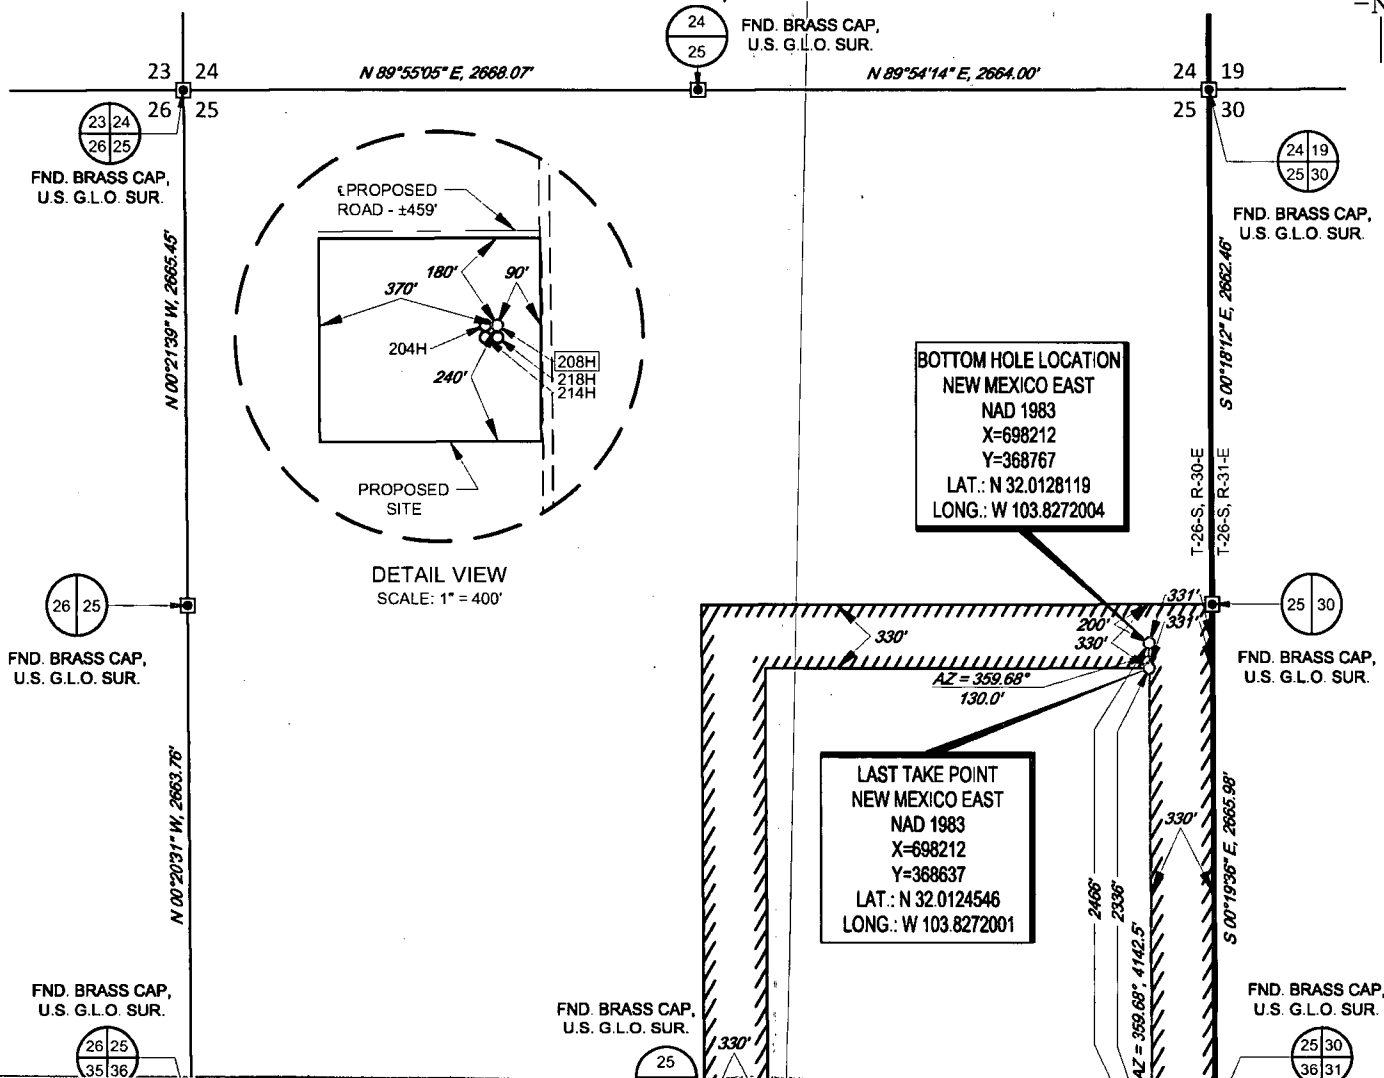 24
25
FND. BRASS CAP,
U.S. G.L.O. SUR.
23 24
26 25
N 89°55'05" E, 2668.07'
N 89°54'14" E, 2664.00'
24 19
25 30
23 24
26 25
FND. BRASS CAP,
U.S. G.L.O. SUR.
24 19
25 30
FND. BRASS CAP,
U.S. G.L.O. SUR.
℄ PROPOSED
ROAD - ±459'
180'
90'
370'
204H
240'
208H
218H
214H
PROPOSED
SITE
DETAIL VIEW
SCALE: 1" = 400'
N 00°21'39" W, 2665.45'
S 00°18'12" E, 2662.46'
BOTTOM HOLE LOCATION
NEW MEXICO EAST
NAD 1983
X=698212
Y=368767
LAT.: N 32.0128119
LONG.: W 103.8272004
T-26-S, R-30-E
T-26-S, R-31-E
26 25
FND. BRASS CAP,
U.S. G.L.O. SUR.
25 30
FND. BRASS CAP,
U.S. G.L.O. SUR.
331'
200'
331'
330'
330'
AZ = 359.68°
130.0'
LAST TAKE POINT
NEW MEXICO EAST
NAD 1983
X=698212
Y=368637
LAT.: N 32.0124546
LONG.: W 103.8272001
N 00°20'31" W, 2663.76'
330'
2466'
2336'
AZ = 359.68°, 4142.5'
S 00°19'36" E, 2665.98'
FND. BRASS CAP,
U.S. G.L.O. SUR.
26 25
35 36
FND. BRASS CAP,
U.S. G.L.O. SUR.
25
330'
FND. BRASS CAP,
U.S. G.L.O. SUR.
25 30
36 31